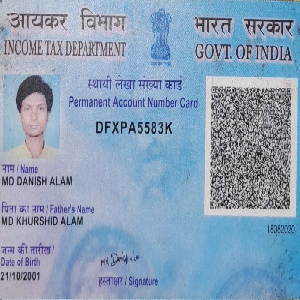 आयकर विभाग
INCOME TAX DEPARTMENT
भारत सरकार
GOVT. OF INDIA
स्थायी लेखा संख्या कार्ड
Permanent Account Number Card
DFXPA5583K
नाम / Name
MD DANISH ALAM
पिता का नाम / Father's Name
MD KHURSHID ALAM
जन्म की तारीख /
Date of Birth
21/10/2001
हस्ताक्षर / Signature
18082020